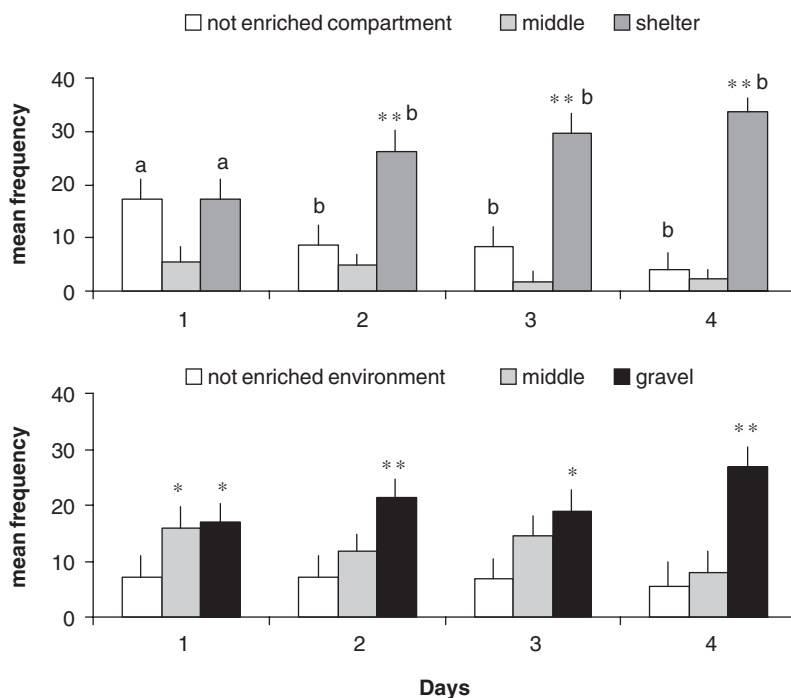 not enriched compartment middle shelter
mean frequency
40
30
20
10
0
a a
b **b
b **b
b **b
1 2 3 4
not enriched environment middle gravel
mean frequency
40
30
20
10
0
* *
**
*
**
1 2 3 4
Days